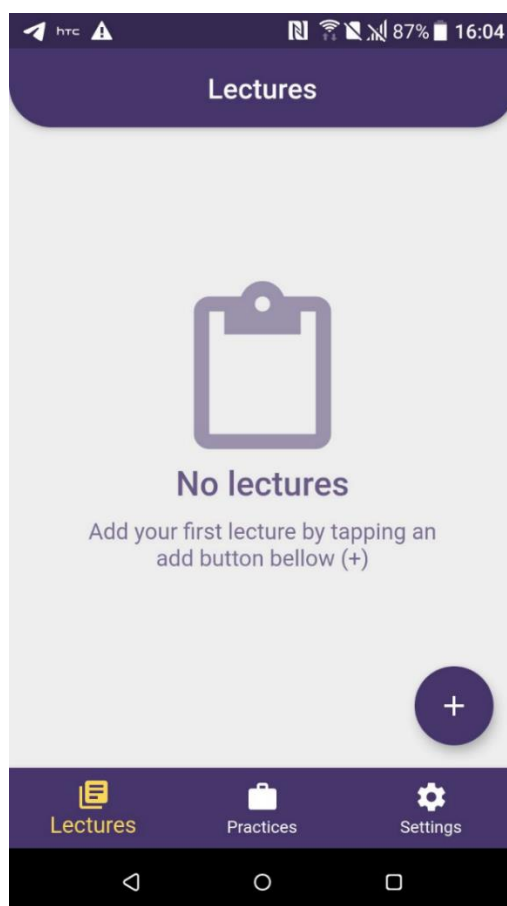 hTC 87% 16:04
Lectures
No lectures
Add your first lecture by tapping an
add button bellow (+)
+
Lectures Practices Settings